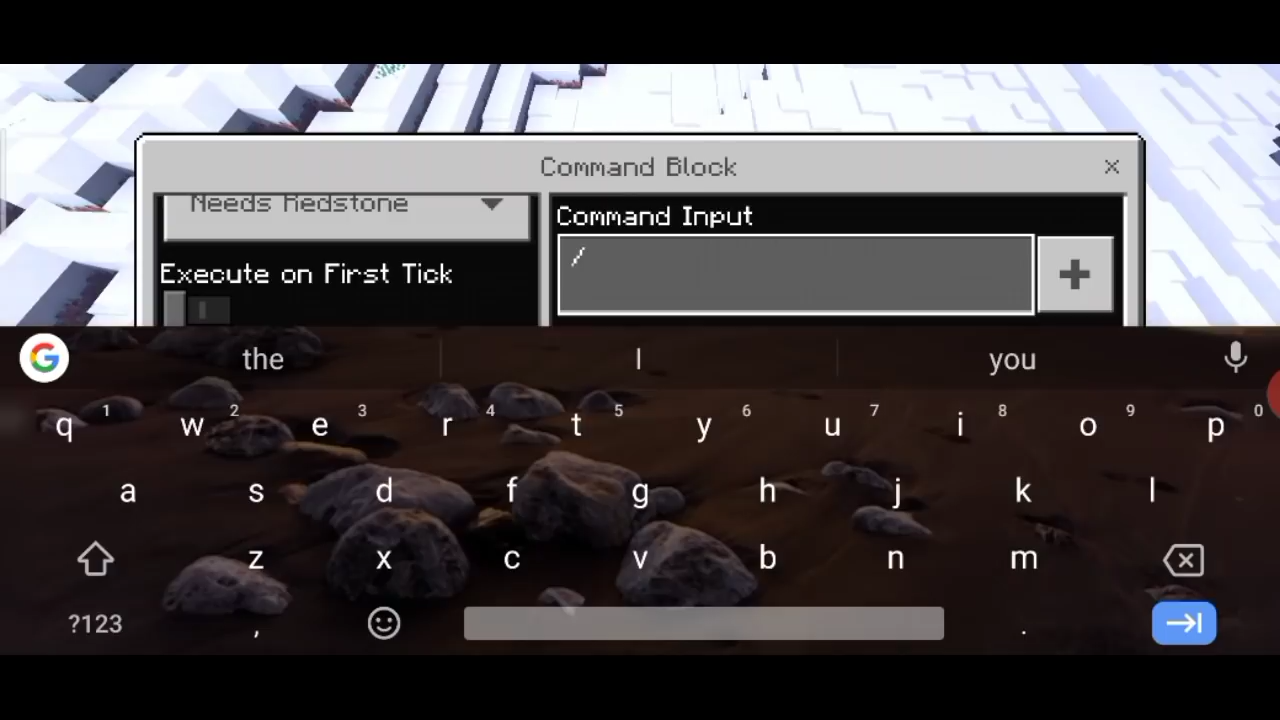 Command Block
Needs Redstone
Command Input
/
Execute on First Tick
the
I
you
q 1 w 2 e 3 r 4 t 5 y 6 u 7 i 8 o 9 p 0
a s d f g h j k l
z x c v b n m
?123 , .